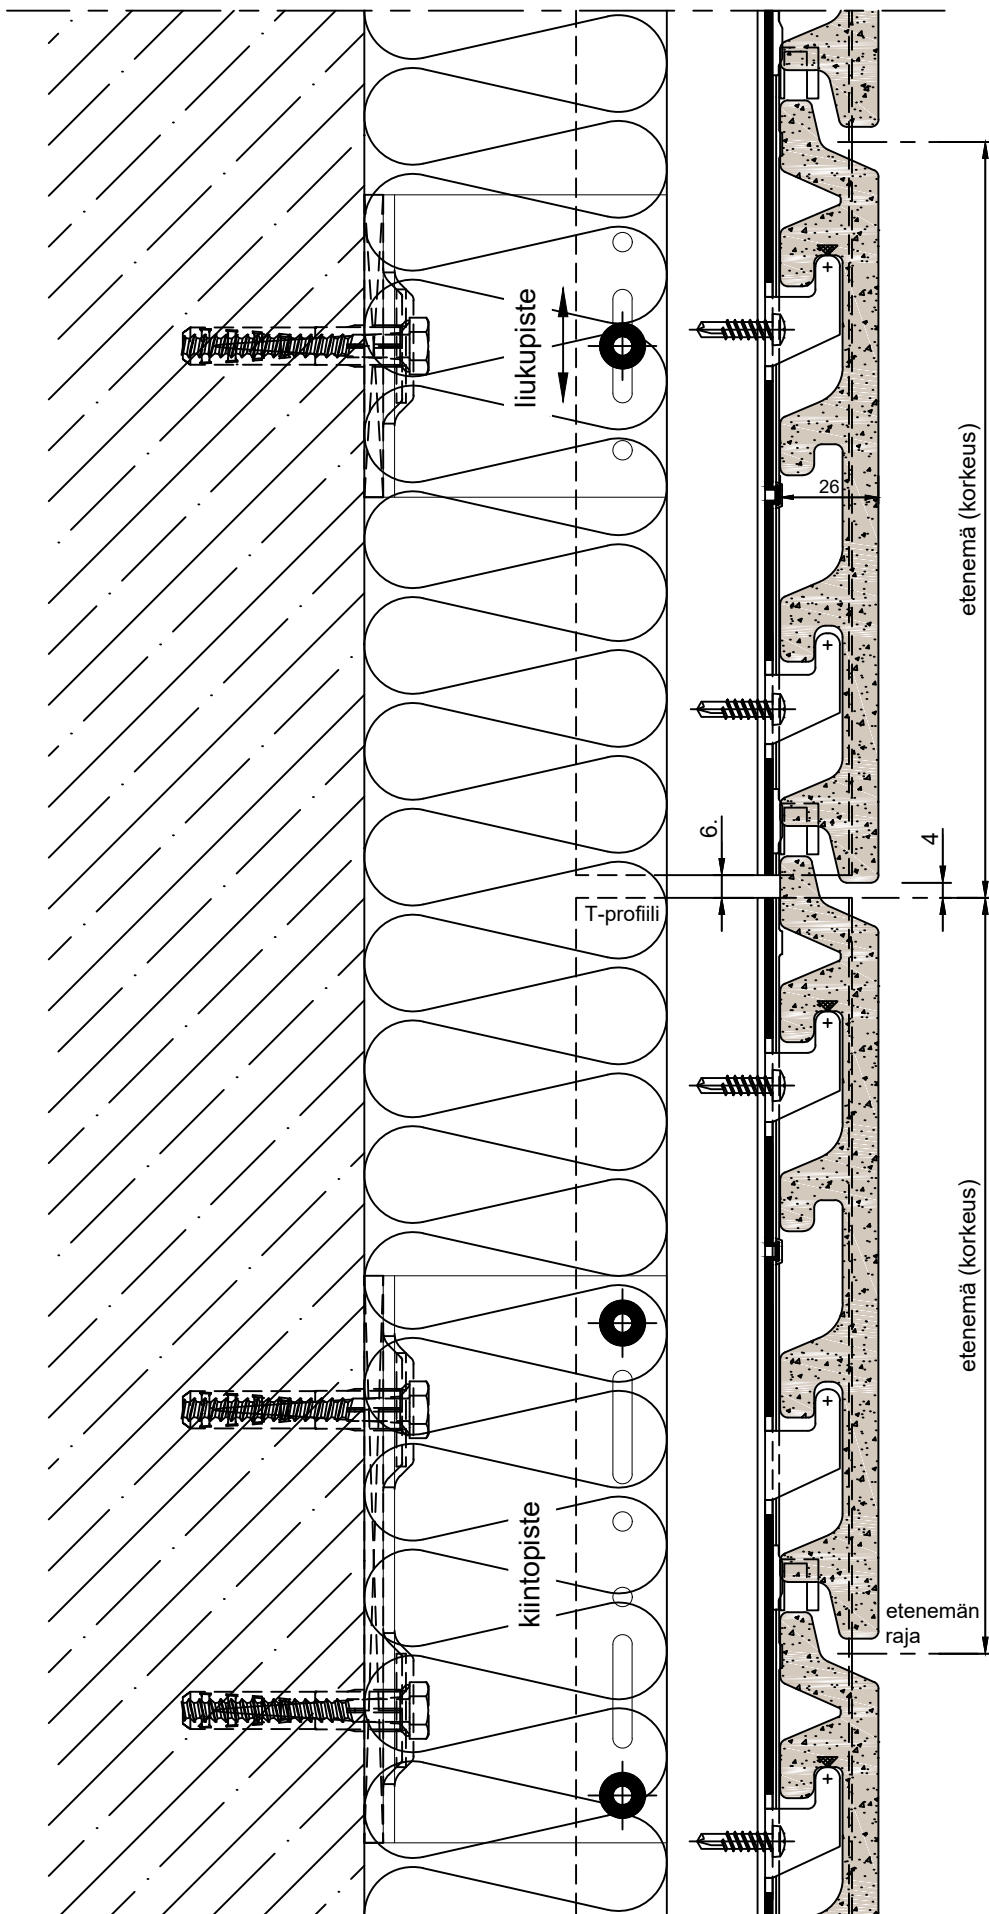 liukupiste
etenemä (korkeus)
26
6.
4
T-profiili
etenemä (korkeus)
kiintopiste
etenemän
raja